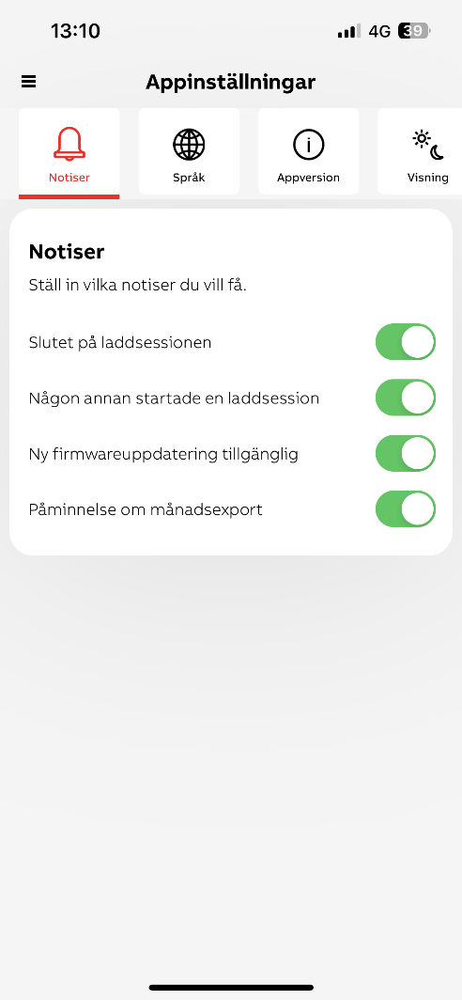 13:10
4G
39
Appinställningar
Notiser
Språk
Appversion
Visning
Notiser
Ställ in vilka notiser du vill få.
Slutet på laddsessionen
Någon annan startade en laddsession
Ny firmwareuppdatering tillgänglig
Påminnelse om månadsexport